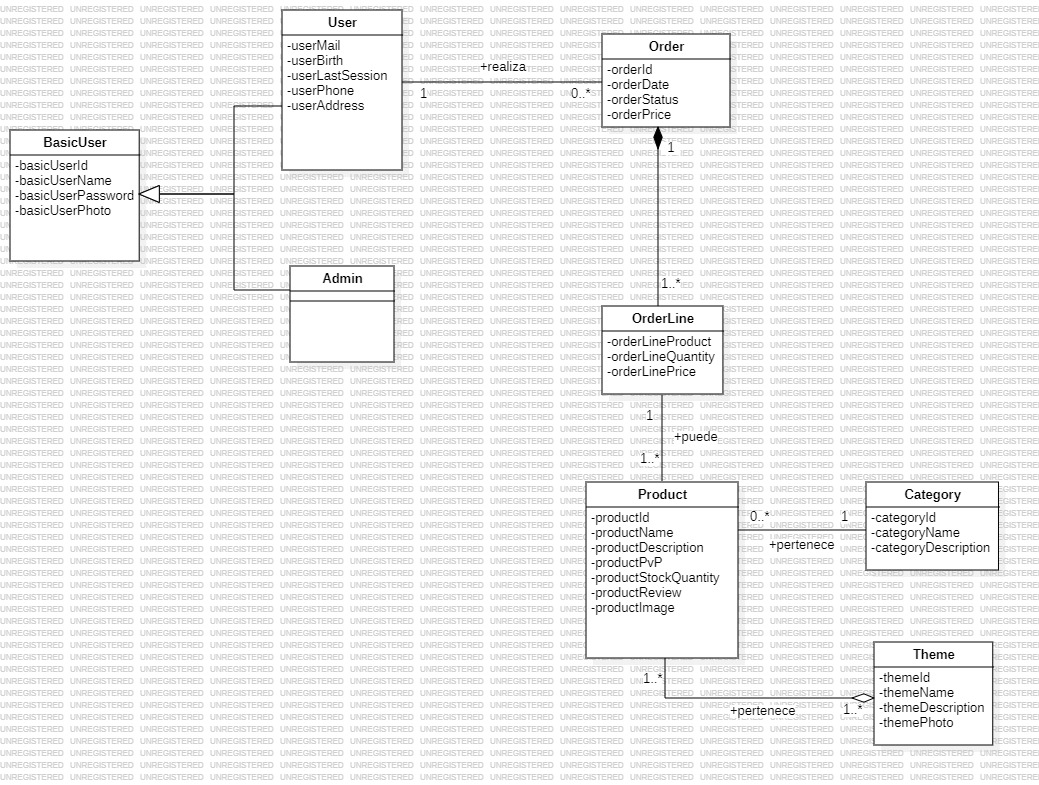 User
-userMail
-userBirth
-userLastSession
-userPhone
-userAddress
Order
-orderId
-orderDate
-orderStatus
-orderPrice
+realiza
1
0..*
BasicUser
-basicUserId
-basicUserName
-basicUserPassword
-basicUserPhoto
1
Admin
1..*
OrderLine
-orderLineProduct
-orderLineQuantity
-orderLinePrice
1
+puede
1..*
Product
-productId
-productName
-productDescription
-productPvP
-productStockQuantity
-productReview
-productImage
0..*
1
+pertenece
Category
-categoryId
-categoryName
-categoryDescription
Theme
-themeId
-themeName
-themeDescription
-themePhoto
1..*
+pertenece
1..*
UNREGISTERED